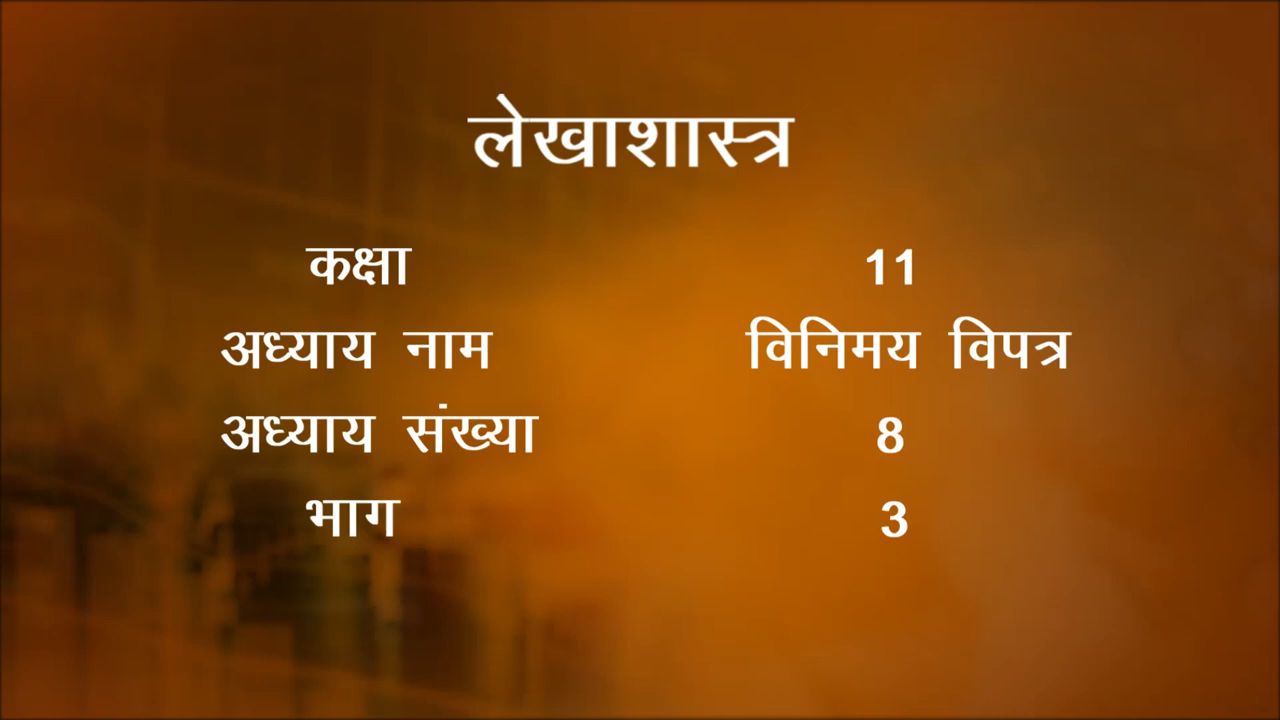 लेखाशास्त्र
कक्षा 11
अध्याय नाम विनिमय विपत्र
अध्याय संख्या 8
भाग 3